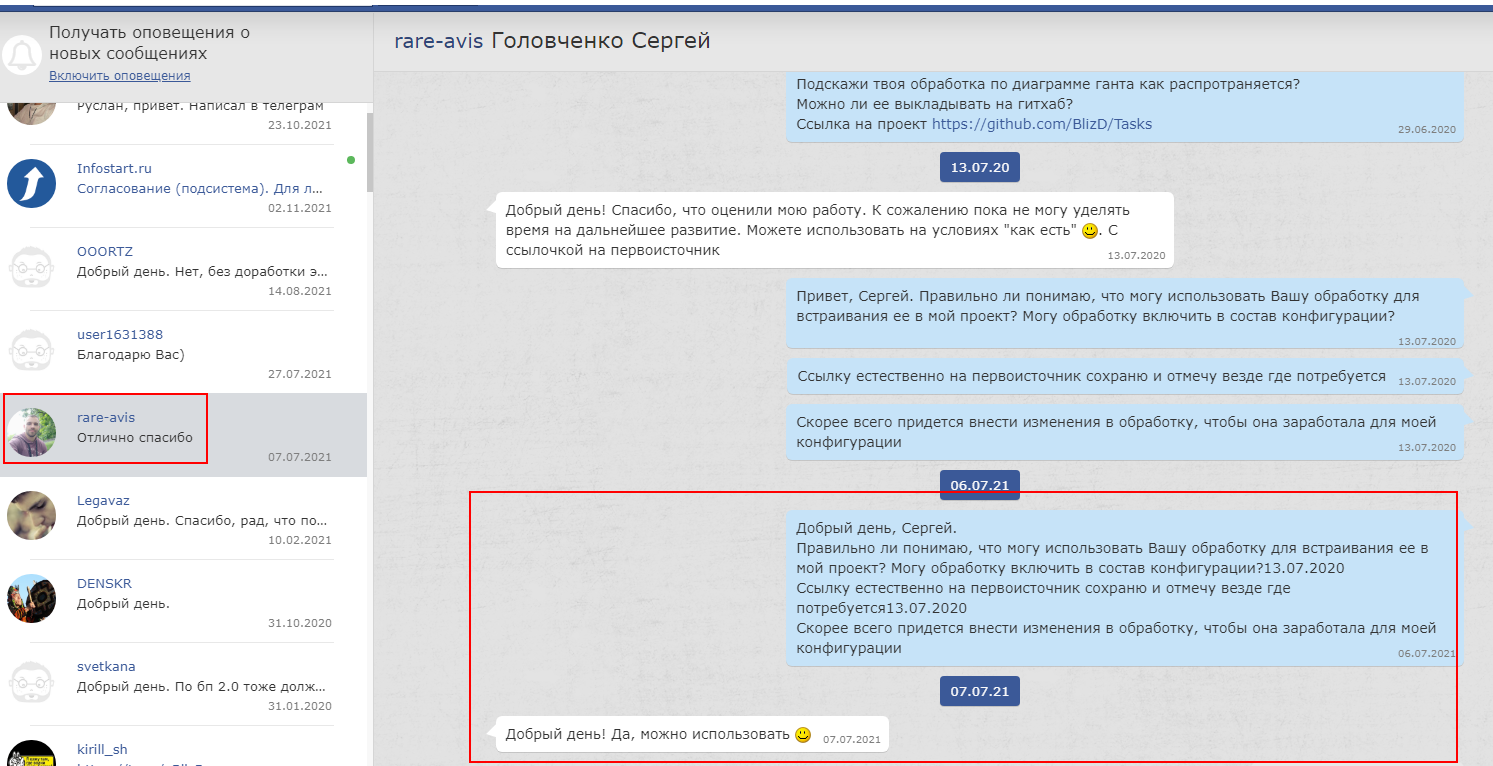 Получать оповещения о
новых сообщениях
Включить оповещения
Руслан, привет. Написал в телеграм
23.10.2021
Infostart.ru
Согласование (подсистема). Для л...
02.11.2021
OOORTZ
Добрый день. Нет, без доработки э...
14.08.2021
user1631388
Благодарю Вас)
27.07.2021
rare-avis
Отлично спасибо
07.07.2021
Legavaz
Добрый день. Спасибо, рад, что по...
10.02.2021
DENSKR
Добрый день.
31.10.2020
svetkana
Добрый день. По бп 2.0 тоже долж...
31.01.2020
kirill_sh
rare-avis Головченко Сергей
Подскажи твоя обработка по диаграмме ганта как распротраняется?
Можно ли ее выкладывать на гитхаб?
Ссылка на проект https://github.com/BlizD/Tasks
29.06.2020
13.07.20
Добрый день! Спасибо, что оценили мою работу. К сожалению пока не могу уделять
время на дальнейшее развитие. Можете использовать на условиях "как есть" 🙂. С
ссылочкой на первоисточник
13.07.2020
Привет, Сергей. Правильно ли понимаю, что могу использовать Вашу обработку для
встраивания ее в мой проект? Могу обработку включить в состав конфигурации?
13.07.2020
Ссылку естественно на первоисточник сохраню и отмечу везде где потребуется
13.07.2020
Скорее всего придется внести изменения в обработку, чтобы она заработала для моей
конфигурации
13.07.2020
06.07.21
Добрый день, Сергей.
Правильно ли понимаю, что могу использовать Вашу обработку для встраивания ее в
мой проект? Могу обработку включить в состав конфигурации?13.07.2020
Ссылку естественно на первоисточник сохраню и отмечу везде где
потребуется13.07.2020
Скорее всего придется внести изменения в обработку, чтобы она заработала для моей
конфигурации
06.07.2021
07.07.21
Добрый день! Да, можно использовать 🙂
07.07.2021